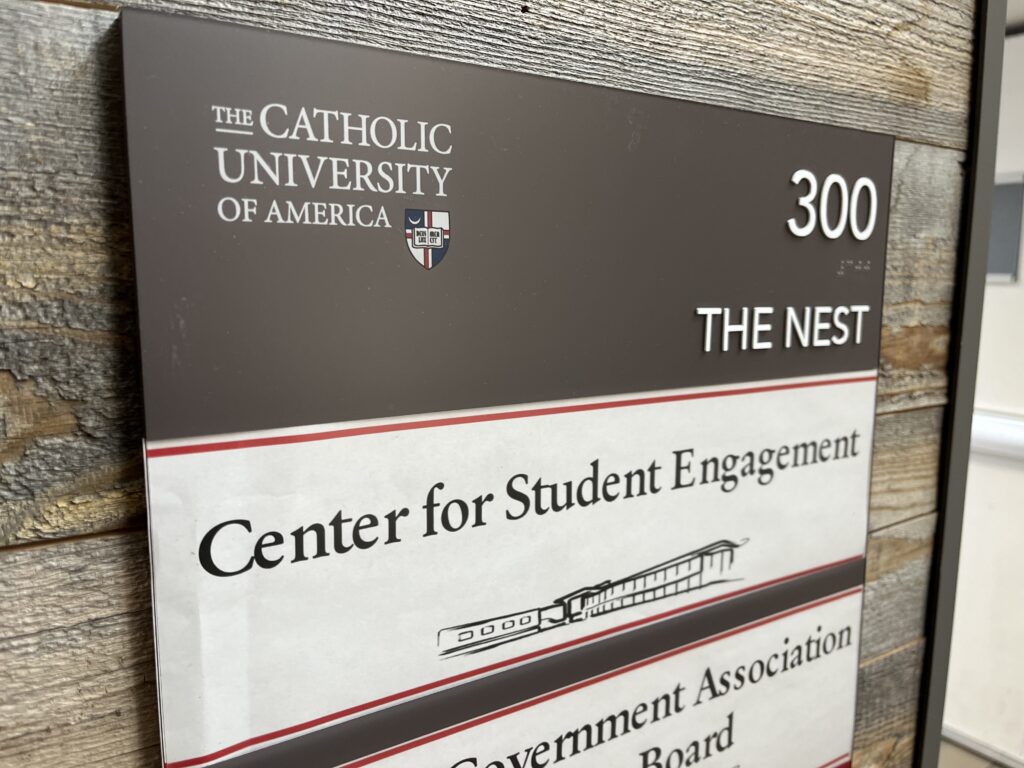 THE CATHOLIC
UNIVERSITY
OF AMERICA
300
THE NEST
Center for Student Engagement
Government Association
Board